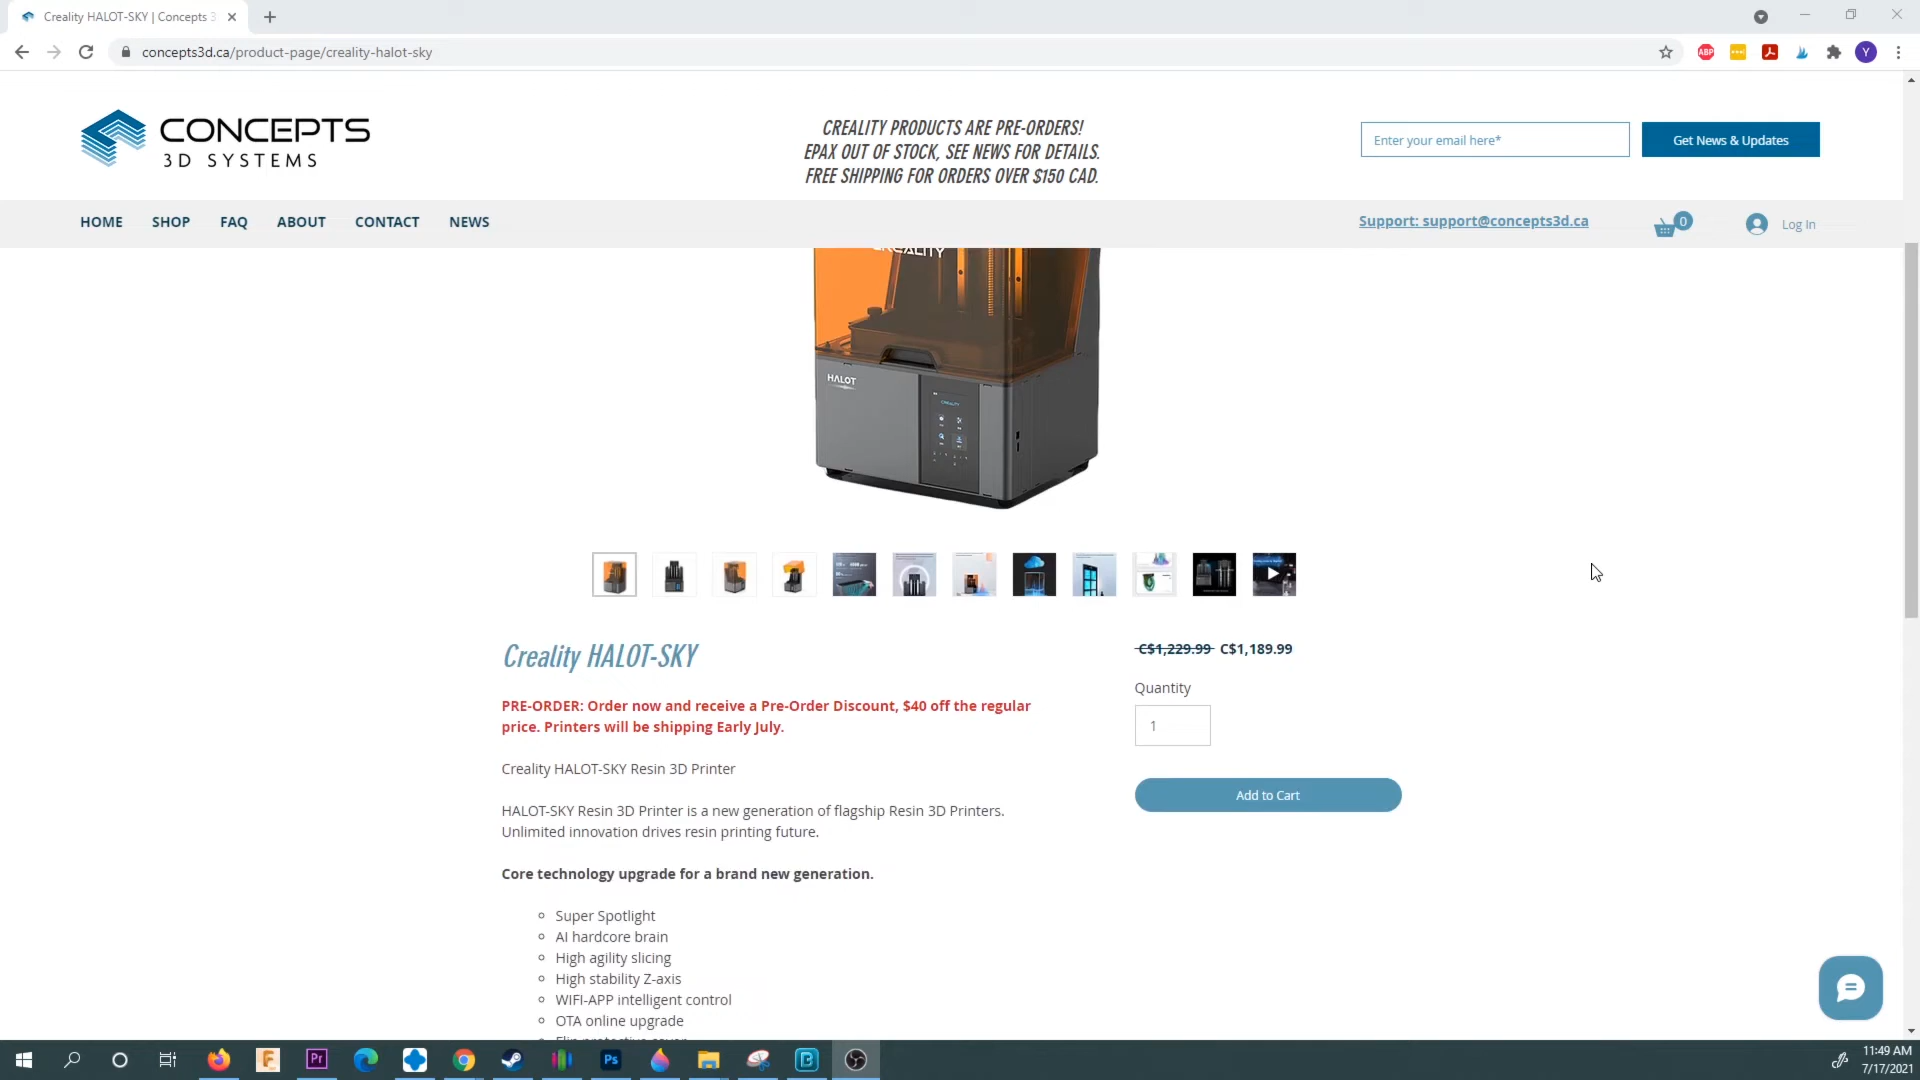 Creality HALOT-SKY | Concepts 3
concepts3d.ca/product-page/creality-halot-sky
ABP
Y
CONCEPTS
3D SYSTEMS
CREALITY PRODUCTS ARE PRE-ORDERS!
EPAX OUT OF STOCK, SEE NEWS FOR DETAILS.
FREE SHIPPING FOR ORDERS OVER $150 CAD.
Enter your email here*
Get News & Updates
HOME
SHOP
FAQ
ABOUT
CONTACT
NEWS
Support: support@concepts3d.ca
0
Log In
CREALITY
HALOT
CREALITY
Creality HALOT-SKY
C$1,229.99 C$1,189.99
Quantity
1
Add to Cart
PRE-ORDER: Order now and receive a Pre-Order Discount, $40 off the regular
price. Printers will be shipping Early July.
Creality HALOT-SKY Resin 3D Printer
HALOT-SKY Resin 3D Printer is a new generation of flagship Resin 3D Printers.
Unlimited innovation drives resin printing future.
Core technology upgrade for a brand new generation.
Super Spotlight
AI hardcore brain
High agility slicing
High stability Z-axis
WIFI-APP intelligent control
OTA online upgrade
F
Pr
Ps
B
11:49 AM
7/17/2021